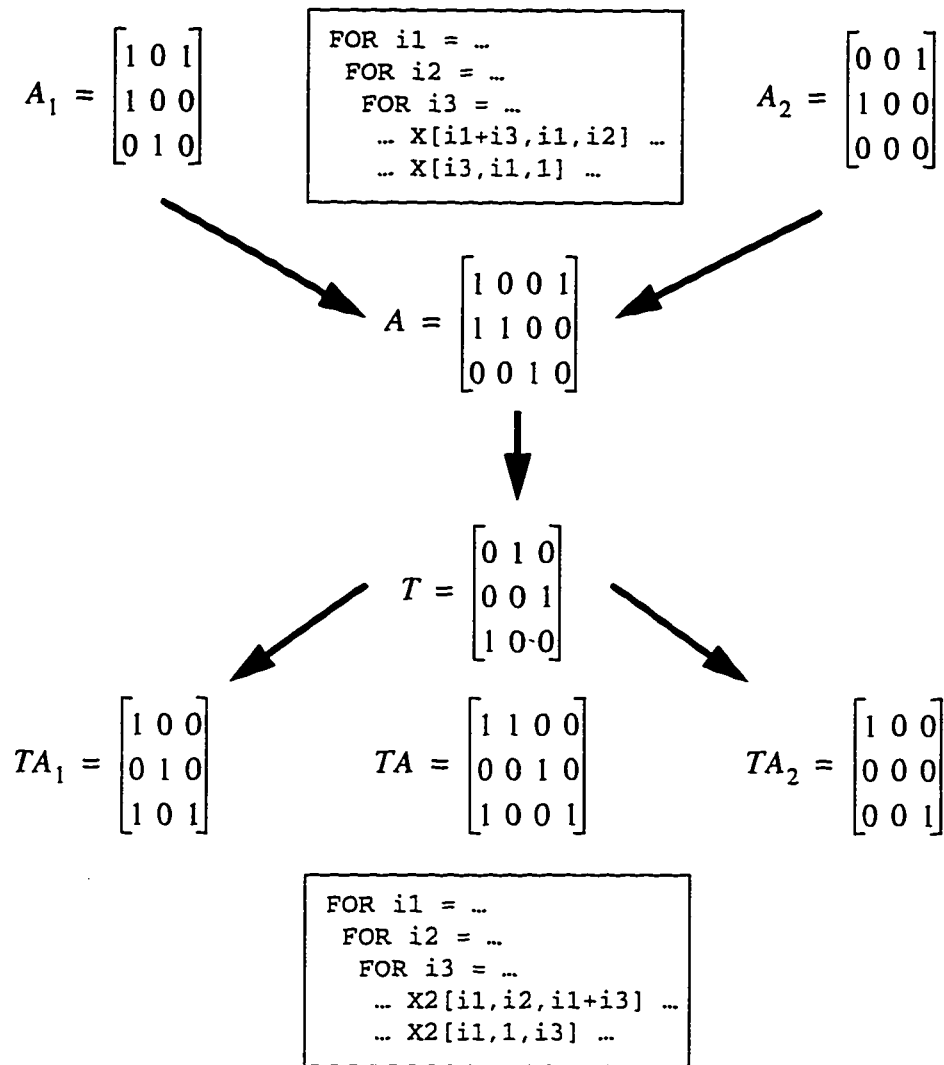 A₁ = [1 0 1
1 0 0
0 1 0]
FOR i1 = …
FOR i2 = …
FOR i3 = …
… X[i1+i3,i1,i2] …
… X[i3,i1,1] …
A₂ = [0 0 1
1 0 0
0 0 0]
A = [1 0 0 1
1 1 0 0
0 0 1 0]
T = [0 1 0
0 0 1
1 0 0]
TA₁ = [1 0 0
0 1 0
1 0 1]
TA = [1 1 0 0
0 0 1 0
1 0 0 1]
TA₂ = [1 0 0
0 0 0
0 0 1]
FOR i1 = …
FOR i2 = …
FOR i3 = …
… X2[i1,i2,i1+i3] …
… X2[i1,1,i3] …